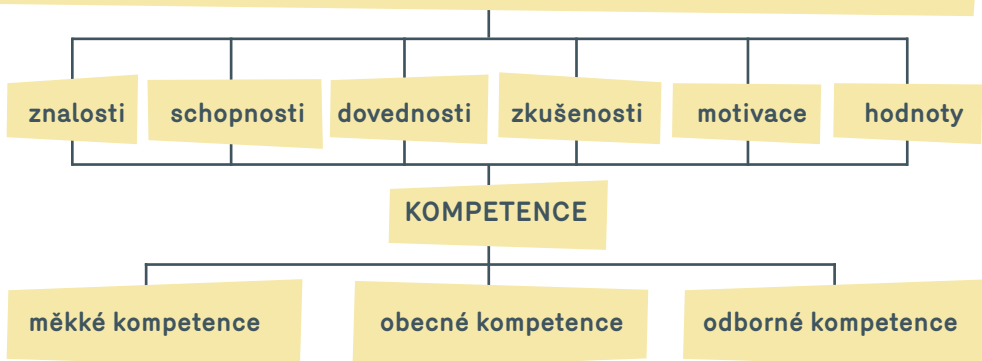 znalosti schopnosti dovednosti zkušenosti motivace hodnoty
KOMPETENCE
měkké kompetence obecné kompetence odborné kompetence